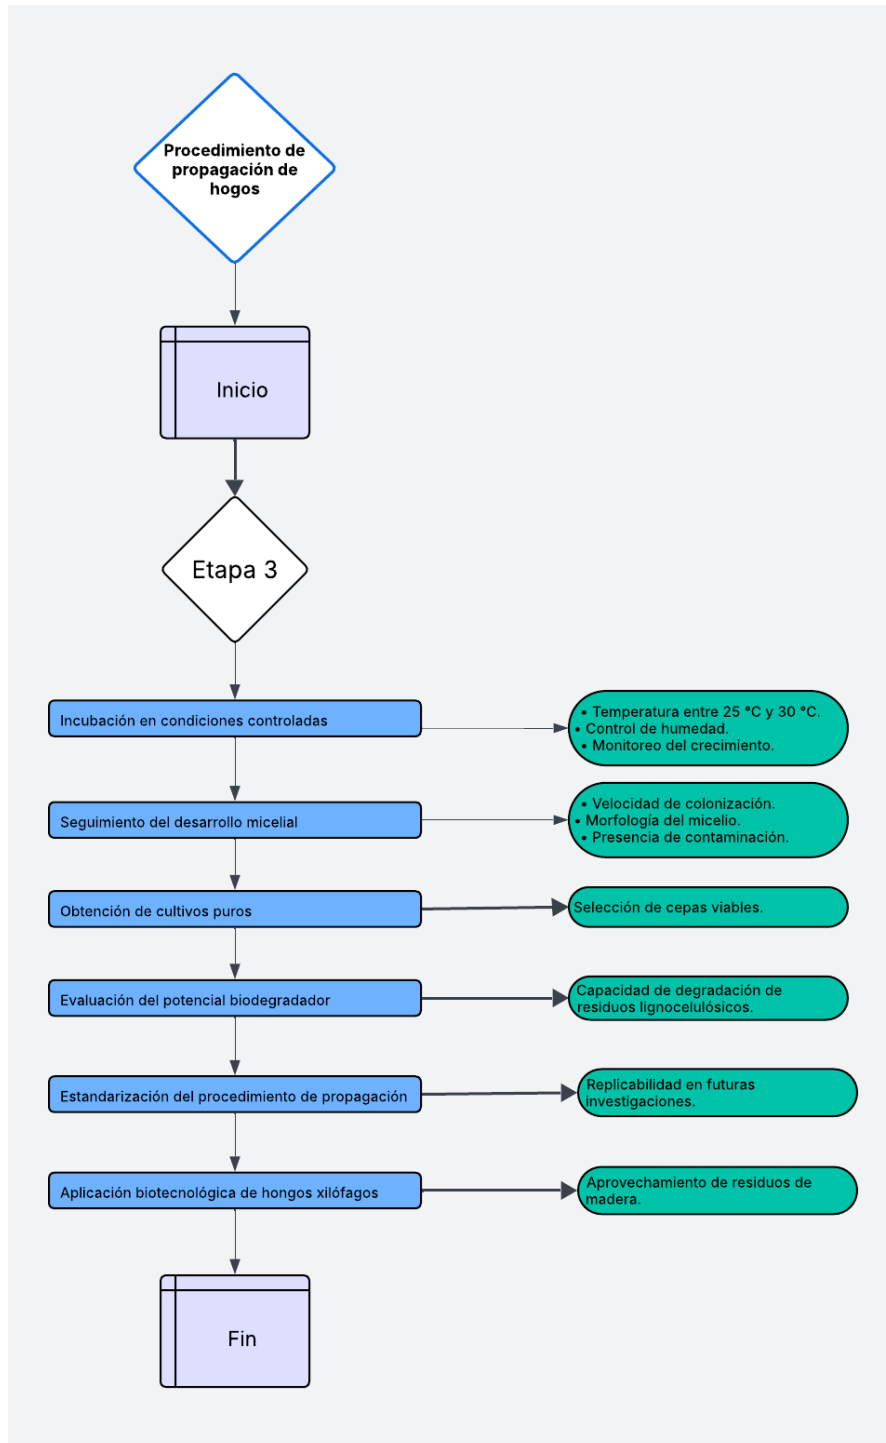 Procedimiento de
propagación de
hogos
Inicio
Etapa 3
Incubación en condiciones controladas
• Temperatura entre 25 °C y 30 °C.
• Control de humedad.
• Monitoreo del crecimiento.
Seguimiento del desarrollo micelial
• Velocidad de colonización.
• Morfología del micelio.
• Presencia de contaminación.
Obtención de cultivos puros
Selección de cepas viables.
Evaluación del potencial biodegradador
Capacidad de degradación de
residuos lignocelulósicos.
Estandarización del procedimiento de propagación
Replicabilidad en futuras
investigaciones.
Aplicación biotecnológica de hongos xilófagos
Aprovechamiento de residuos de
madera.
Fin